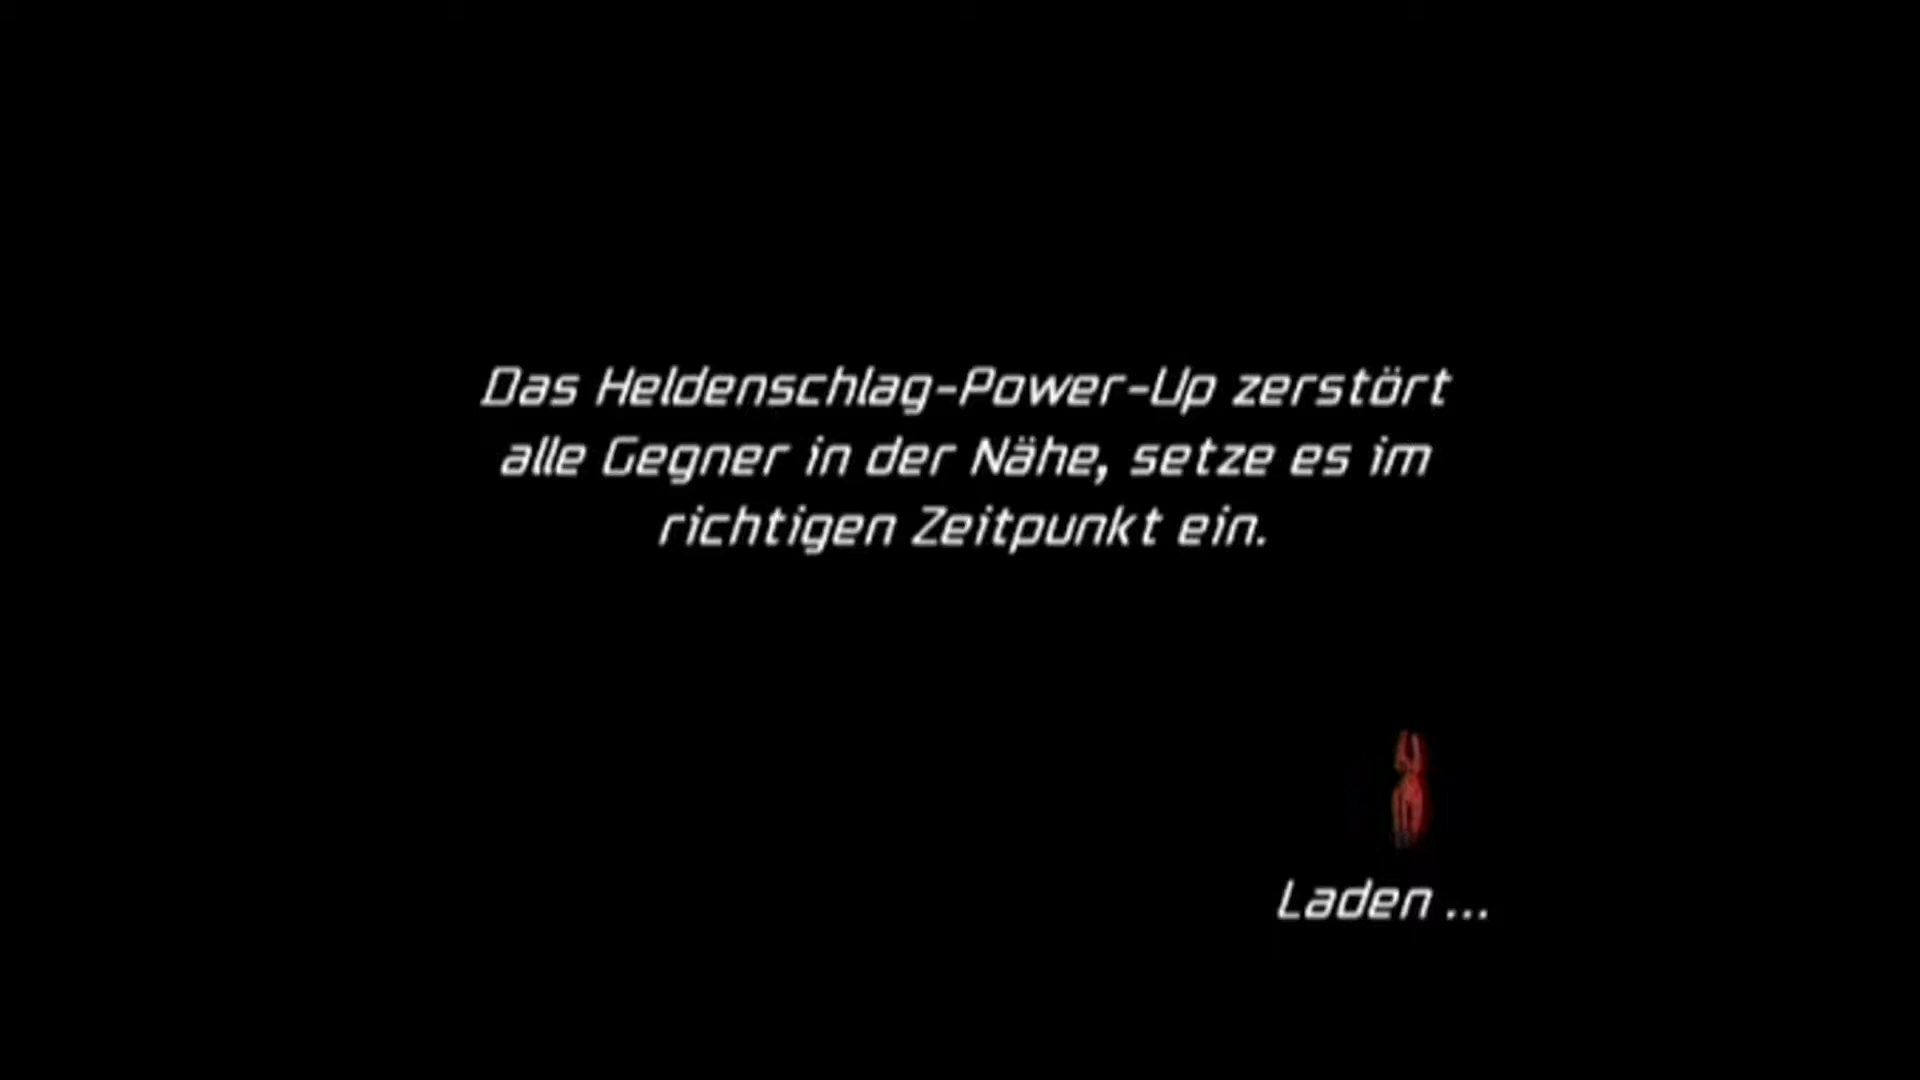 Das Heldenschlag-Power-Up zerstört
alle Gegner in der Nähe, setze es im
richtigen Zeitpunkt ein.
Laden ...